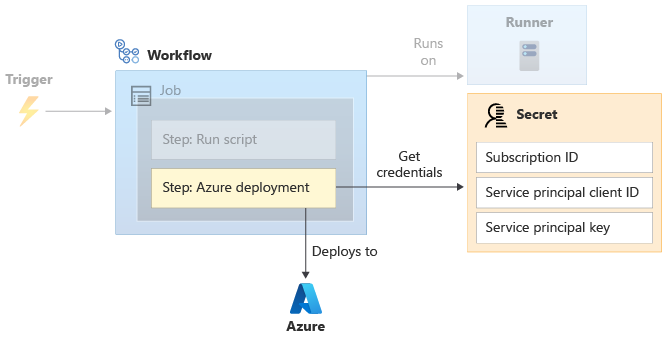 Runner
Workflow
Runs
on
Trigger
Job
Secret
Step: Run script
Get
credentials
Subscription ID
Step: Azure deployment
Service principal client ID
Service principal key
Deploys to
Azure